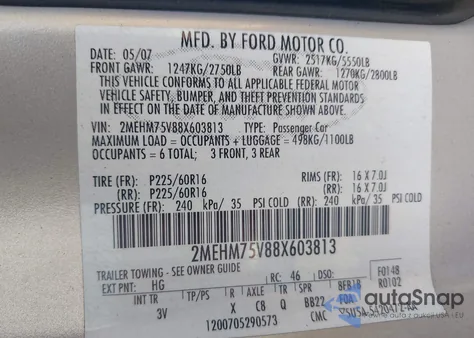 MFD. BY FORD MOTOR CO.
DATE: 05/07 GVWR: 2517KG/5550LB
FRONT GAWR: 1247KG/2750LB REAR GAWR: 1270KG/2800LB
THIS VEHICLE CONFORMS TO ALL APPLICABLE FEDERAL MOTOR
VEHICLE SAFETY, BUMPER, AND THEFT PREVENTION STANDARDS
IN EFFECT ON THE DATE OF MANUFACTURE SHOWN ABOVE.
VIN: 2MEHM75V88X603813 TYPE: Passenger Car
MAXIMUM LOAD = OCCUPANTS + LUGGAGE = 498KG/1100LB
OCCUPANTS = 6 TOTAL; 3 FRONT, 3 REAR
TIRE (FR): P225/60R16 RIMS (FR): 16 X 7.0J
(RR): P225/60R16 (RR): 16 X 7.0J
PRESSURE (FR): 240 kPa/ 35 PSI COLD (RR): 240 kPa/ 35 PSI COLD
2MEHM75V88X603813
TRAILER TOWING - SEE OWNER GUIDE
EXT PNT: HG RC: 46 DSO: F0148
INT TR TP/PS R AX TR 8FB1B R0102
3V X C8 Q BB22 FOA
1200705290573 CMC
autoSnap